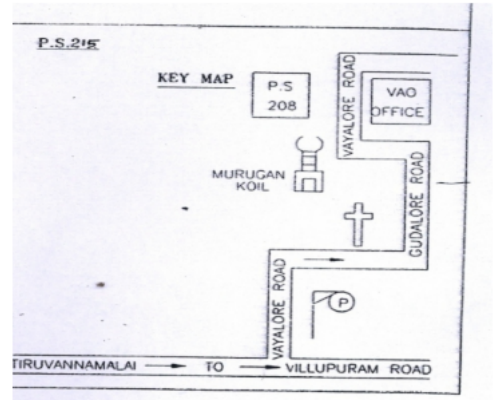 P.S.215
KEY MAP
P.S
208
VAYALORE ROAD
VAO
OFFICE
MURUGAN
KOIL
GUDALORE ROAD
VAYALORE ROAD
P
TIRUVANNAMALAI TO VILLUPURAM ROAD